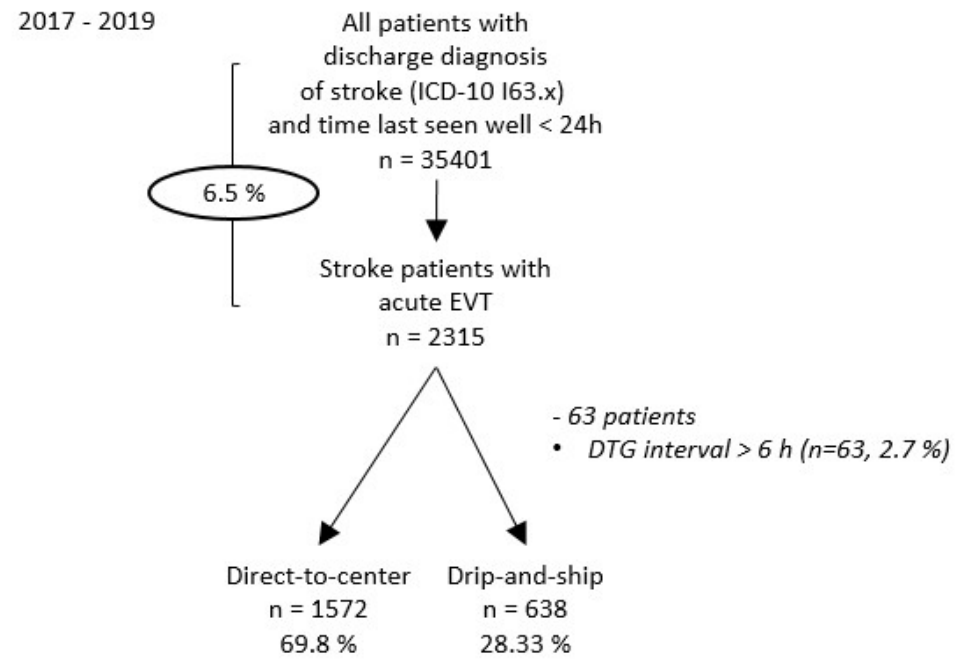 2017 - 2019
All patients with
discharge diagnosis
of stroke (ICD-10 I63.x)
and time last seen well < 24h
n = 35401
6.5 %
Stroke patients with
acute EVT
n = 2315
- 63 patients
• DTG interval > 6 h (n=63, 2.7 %)
Direct-to-center
n = 1572
69.8 %
Drip-and-ship
n = 638
28.33 %